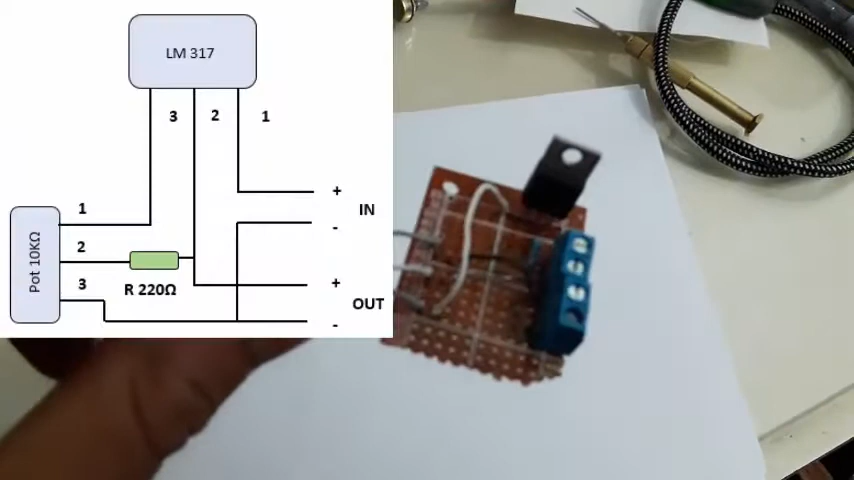 LM 317
3 2 1
+
IN
-
Pot 10KΩ
1
2
3
R 220Ω
+
OUT
-